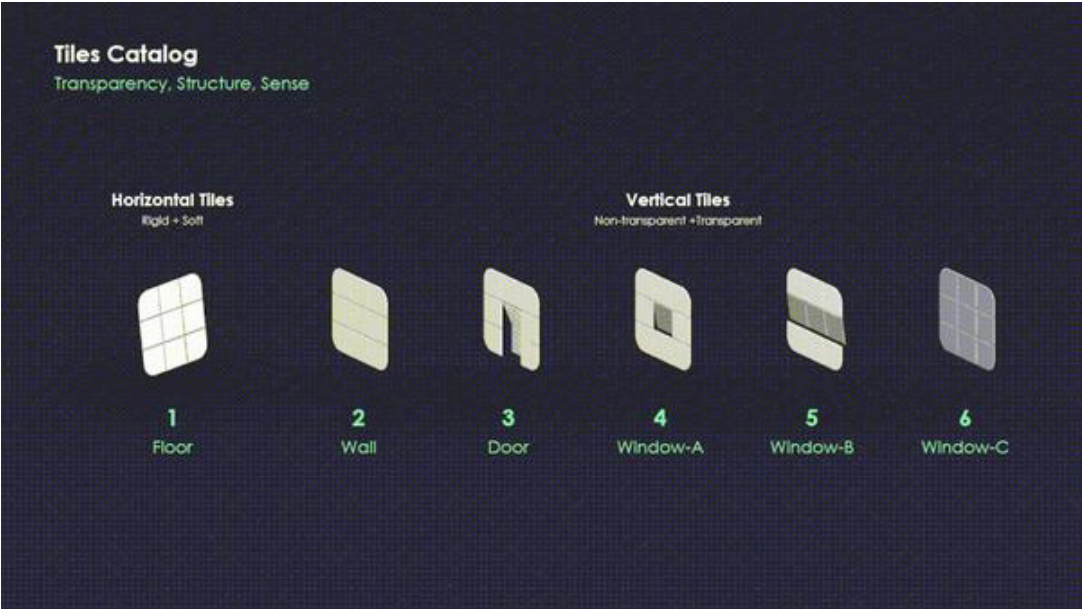 Tiles Catalog
Transparency, Structure, Sense
Horizontal Tiles
Rigid + Soft
Vertical Tiles
Non-transparent +Transparent
1
Floor
2
Wall
3
Door
4
Window-A
5
Window-B
6
Window-C